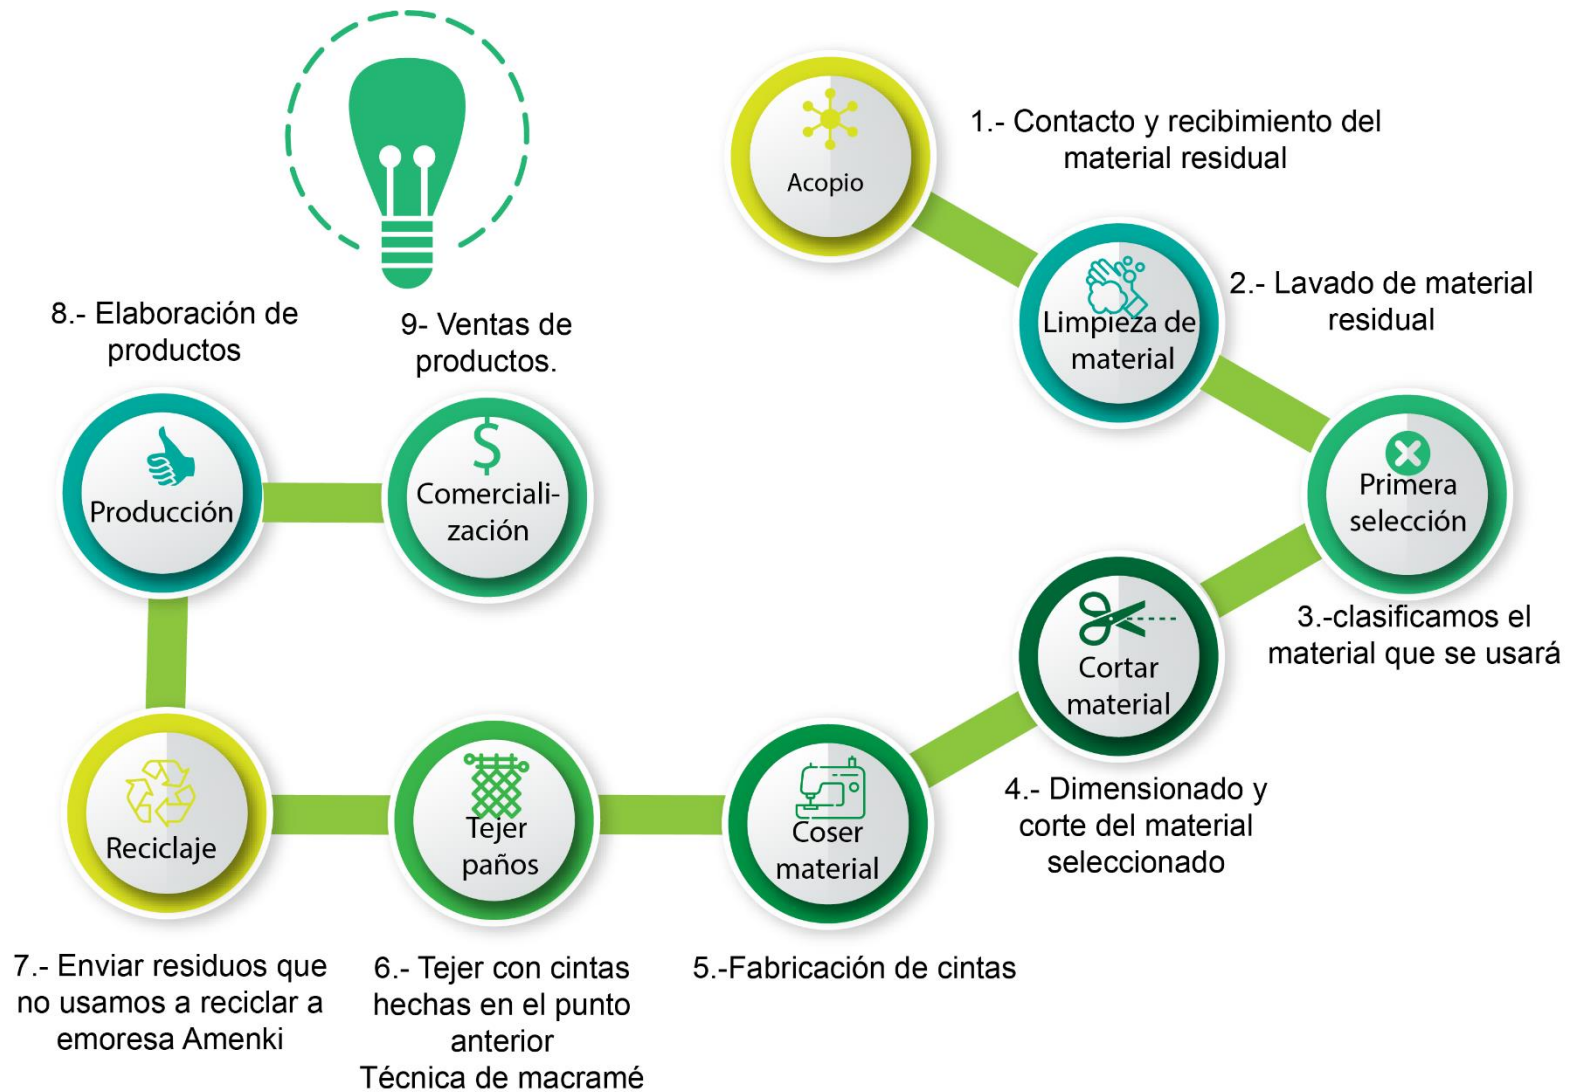 Acopio
1.- Contacto y recibimiento del
material residual
Limpieza de
material
2.- Lavado de material
residual
Primera
selección
3.-clasificamos el
material que se usará
Cortar
material
4.- Dimensionado y
corte del material
seleccionado
Coser
material
5.-Fabricación de cintas
Tejer
paños
6.- Tejer con cintas
hechas en el punto
anterior
Técnica de macramé
Reciclaje
7.- Enviar residuos que
no usamos a reciclar a
emoresa Amenki
8.- Elaboración de
productos
Producción
9- Ventas de
productos.
$
Comerciali-
zación